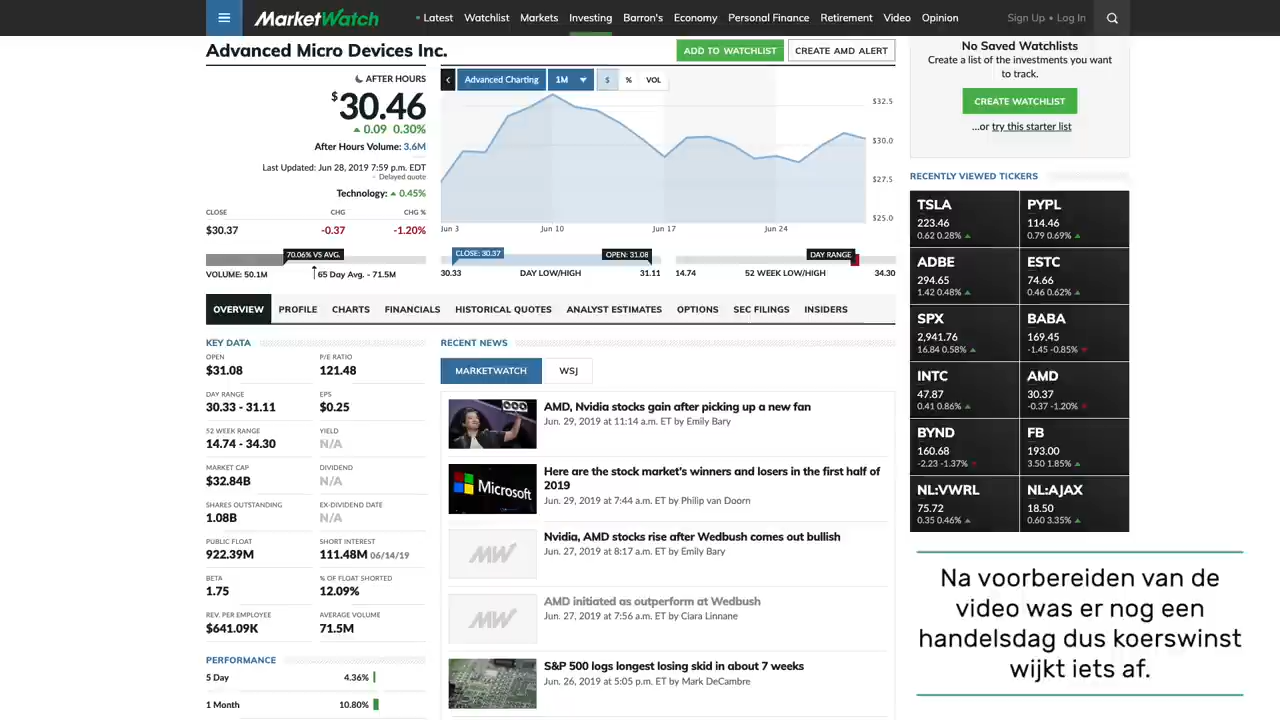 MarketWatch
Latest Watchlist Markets Investing Barron's Economy Personal Finance Retirement Video Opinion
Sign Up • Log In
Advanced Micro Devices Inc.
ADD TO WATCHLIST
CREATE AMD ALERT
AFTER HOURS
$30.46
0.09 0.30%
After Hours Volume: 3.6M
Last Updated: Jun 28, 2019 7:59 p.m. EDT
Delayed quote
Technology: 0.45%
CLOSE CHG CHG %
$30.37 -0.37 -1.20%
70.06% VS AVG.
VOLUME: 50.1M 65 Day Avg. - 71.5M
Advanced Charting 1M $ % VOL
$32.5
$30.0
$27.5
$25.0
Jun 3 Jun 10 Jun 17 Jun 24
CLOSE: 30.37 OPEN: 31.08
30.33 DAY LOW/HIGH 31.11
DAY RANGE
14.74 52 WEEK LOW/HIGH 34.30
OVERVIEW PROFILE CHARTS FINANCIALS HISTORICAL QUOTES ANALYST ESTIMATES OPTIONS SEC FILINGS INSIDERS
KEY DATA
OPEN P/E RATIO
$31.08 121.48
DAY RANGE EPS
30.33 - 31.11 $0.25
52 WEEK RANGE YIELD
14.74 - 34.30 N/A
MARKET CAP DIVIDEND
$32.84B N/A
SHARES OUTSTANDING EX-DIVIDEND DATE
1.08B N/A
PUBLIC FLOAT SHORT INTEREST
922.39M 111.48M 06/14/19
BETA % OF FLOAT SHORTED
1.75 12.09%
REV. PER EMPLOYEE AVERAGE VOLUME
$641.09K 71.5M
PERFORMANCE
5 Day 4.36%
1 Month 10.80%
RECENT NEWS
MARKETWATCH WSJ
AMD, Nvidia stocks gain after picking up a new fan
Jun. 29, 2019 at 11:14 a.m. ET by Emily Bary
Microsoft
Here are the stock market's winners and losers in the first half of
2019
Jun. 29, 2019 at 7:44 a.m. ET by Philip van Doorn
MW
Nvidia, AMD stocks rise after Wedbush comes out bullish
Jun. 27, 2019 at 8:17 a.m. ET by Emily Bary
MW
AMD initiated as outperform at Wedbush
Jun. 27, 2019 at 7:56 a.m. ET by Ciara Linnane
S&P 500 logs longest losing skid in about 7 weeks
Jun. 26, 2019 at 5:05 p.m. ET by Mark DeCambre
No Saved Watchlists
Create a list of the investments you want
to track.
CREATE WATCHLIST
...or try this starter list
RECENTLY VIEWED TICKERS
TSLA PYPL
223.46 114.46
0.62 0.28% 0.79 0.69%
ADBE ESTC
294.65 74.66
1.42 0.48% 0.46 0.62%
SPX BABA
2,941.76 169.45
16.84 0.58% -1.45 -0.85%
INTC AMD
47.87 30.37
0.41 0.86% -0.37 -1.20%
BYND FB
160.68 193.00
-2.23 -1.37% 3.50 1.85%
NL:VWRL NL:AJAX
75.72 18.50
0.35 0.46% 0.60 3.35%
Na voorbereiden van de
video was er nog een
handelsdag dus koerswinst
wijkt iets af.